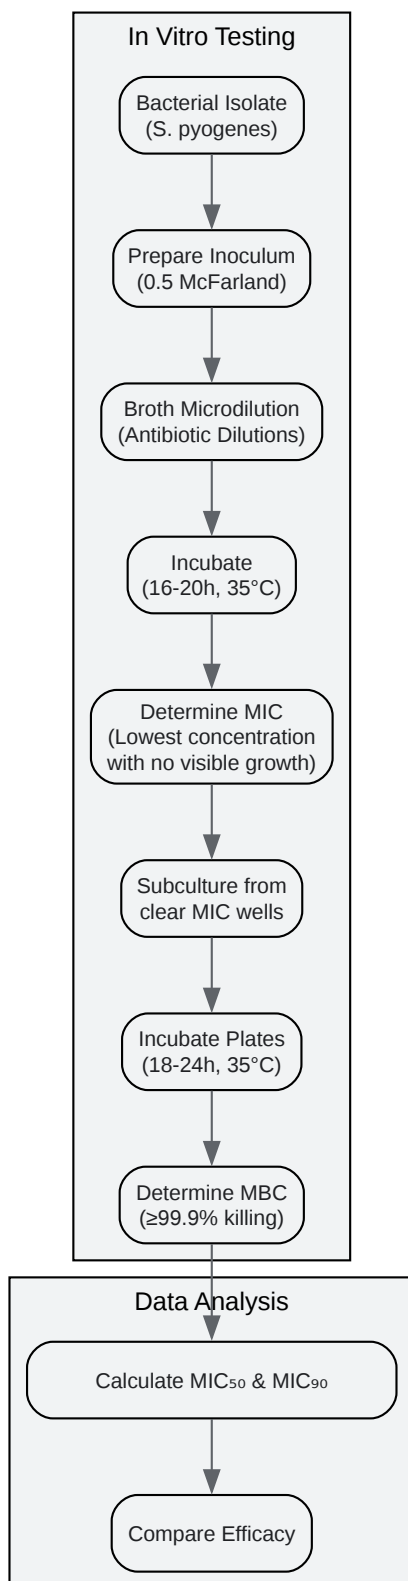 In Vitro Testing
Bacterial Isolate
(S. pyogenes)
Prepare Inoculum
(0.5 McFarland)
Broth Microdilution
(Antibiotic Dilutions)
Incubate
(16-20h, 35°C)
Determine MIC
(Lowest concentration
with no visible growth)
Subculture from
clear MIC wells
Incubate Plates
(18-24h, 35°C)
Determine MBC
(≥99.9% killing)
Data Analysis
Calculate MIC₅₀ & MIC₉₀
Compare Efficacy